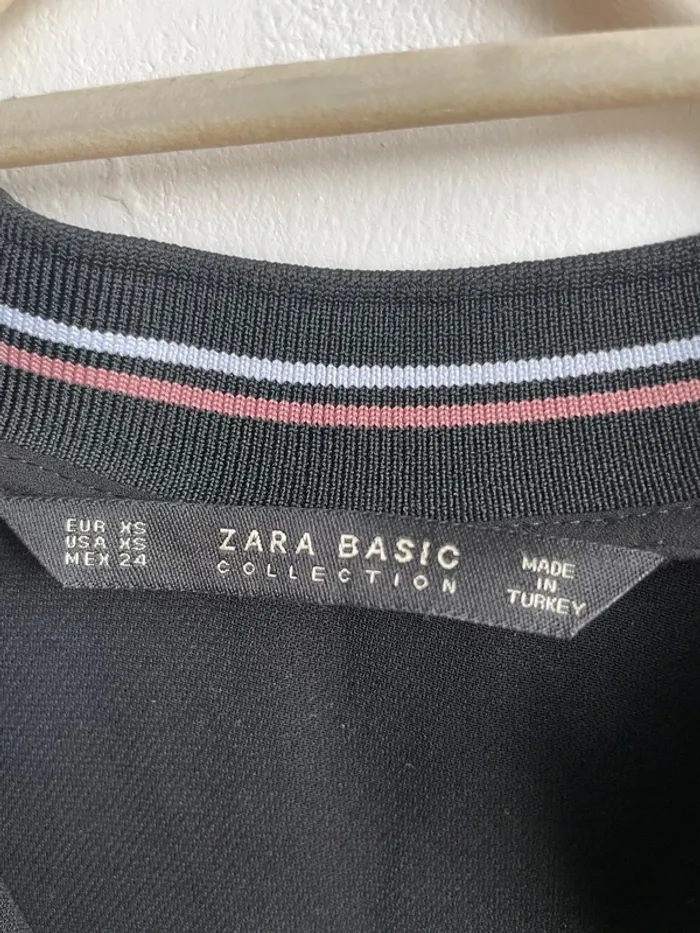 EUR XS
USA XS
MEX 24
ZARA BASIC
COLLECTION
MADE
IN
TURKEY